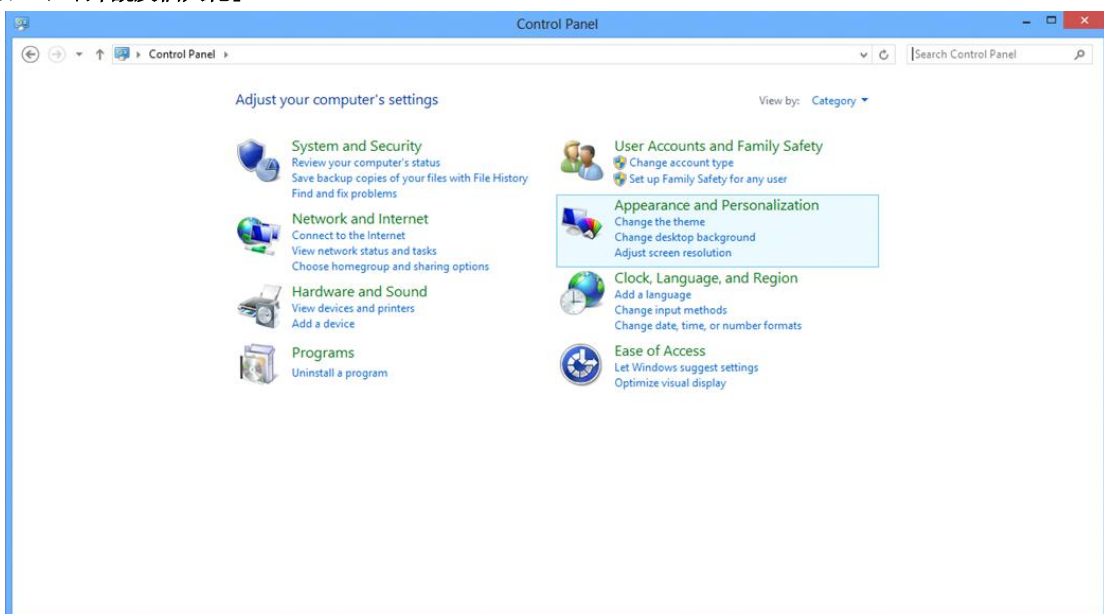 Control Panel
Control Panel
Search Control Panel
Adjust your computer's settings
View by: Category
System and Security
Review your computer's status
Save backup copies of your files with File History
Find and fix problems
Network and Internet
Connect to the Internet
View network status and tasks
Choose homegroup and sharing options
Hardware and Sound
View devices and printers
Add a device
Programs
Uninstall a program
User Accounts and Family Safety
Change account type
Set up Family Safety for any user
Appearance and Personalization
Change the theme
Change desktop background
Adjust screen resolution
Clock, Language, and Region
Add a language
Change input methods
Change date, time, or number formats
Ease of Access
Let Windows suggest settings
Optimize visual display